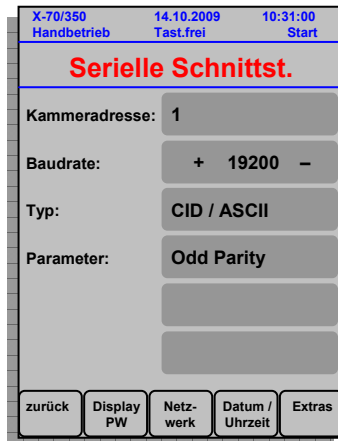 X-70/350 14.10.2009 10:31:00
Handbetrieb Tast.frei Start
Serielle Schnittst.
Kammeradresse: 1
Baudrate: + 19200 –
Typ: CID / ASCII
Parameter: Odd Parity
zurück Display Netz- Datum / Extras
PW werk Uhrzeit